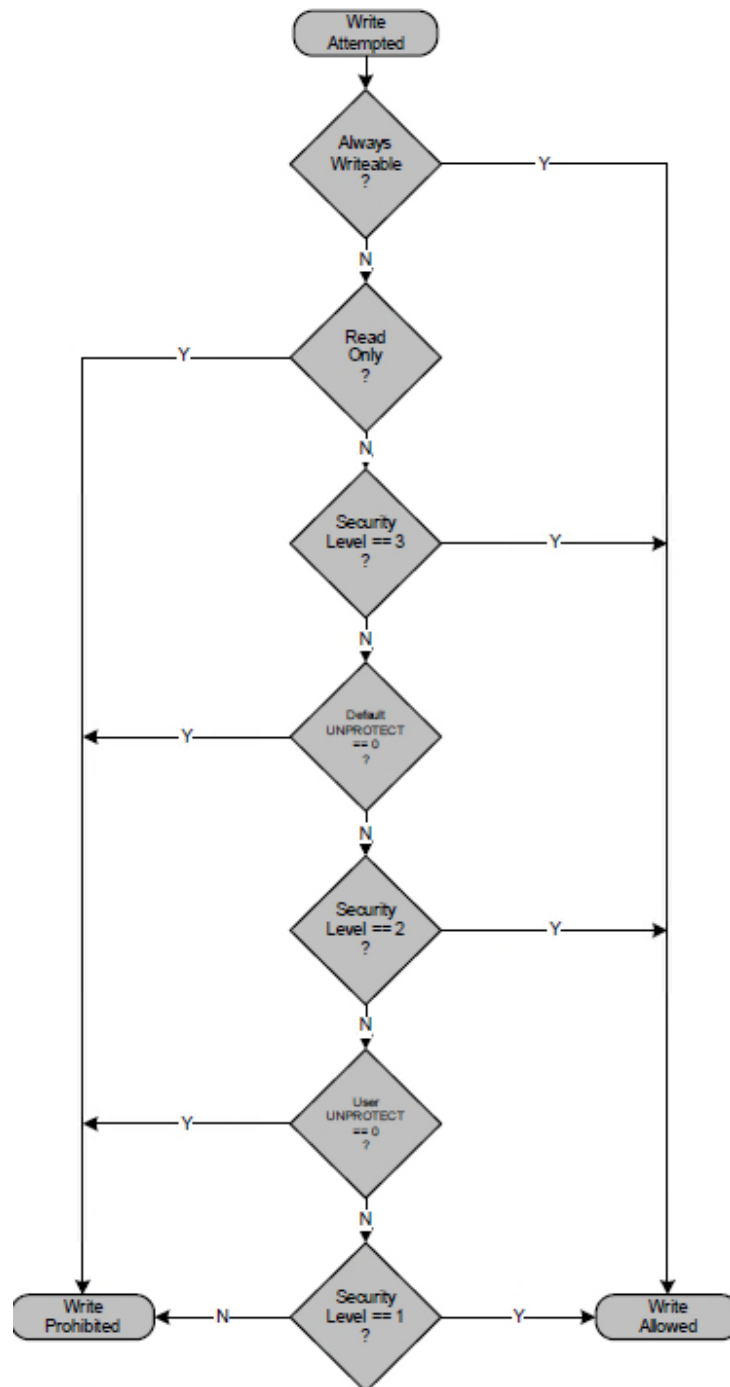 Write
Attempted
Always
Writeable
?
Y
N
Read
Only
?
Y
N
Security
Level == 3
?
Y
N
Default
UNPROTECT
== 0
?
Y
N
Security
Level == 2
?
Y
N
User
UNPROTECT
== 0
?
Y
N
Write
Prohibited
N
Security
Level == 1
?
Y
Write
Allowed